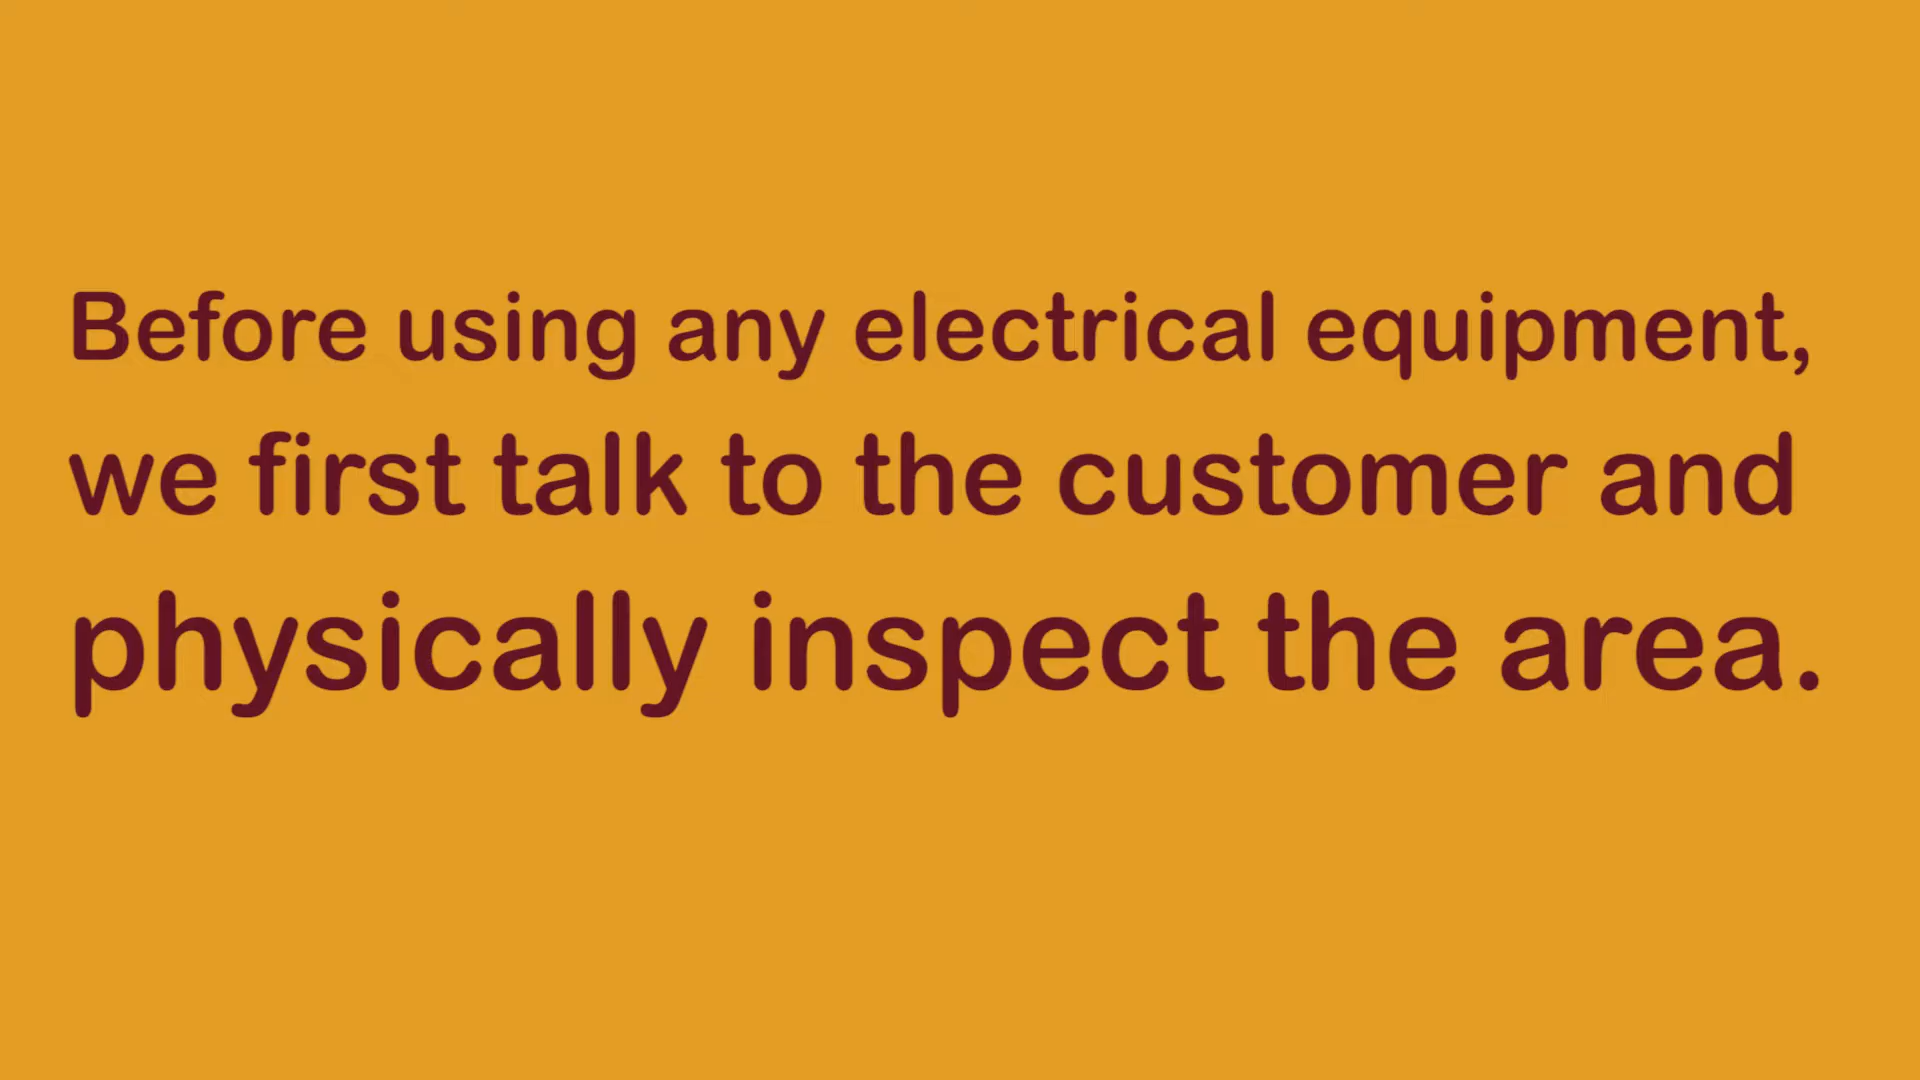 Before using any electrical equipment,
we first talk to the customer and
physically inspect the area.